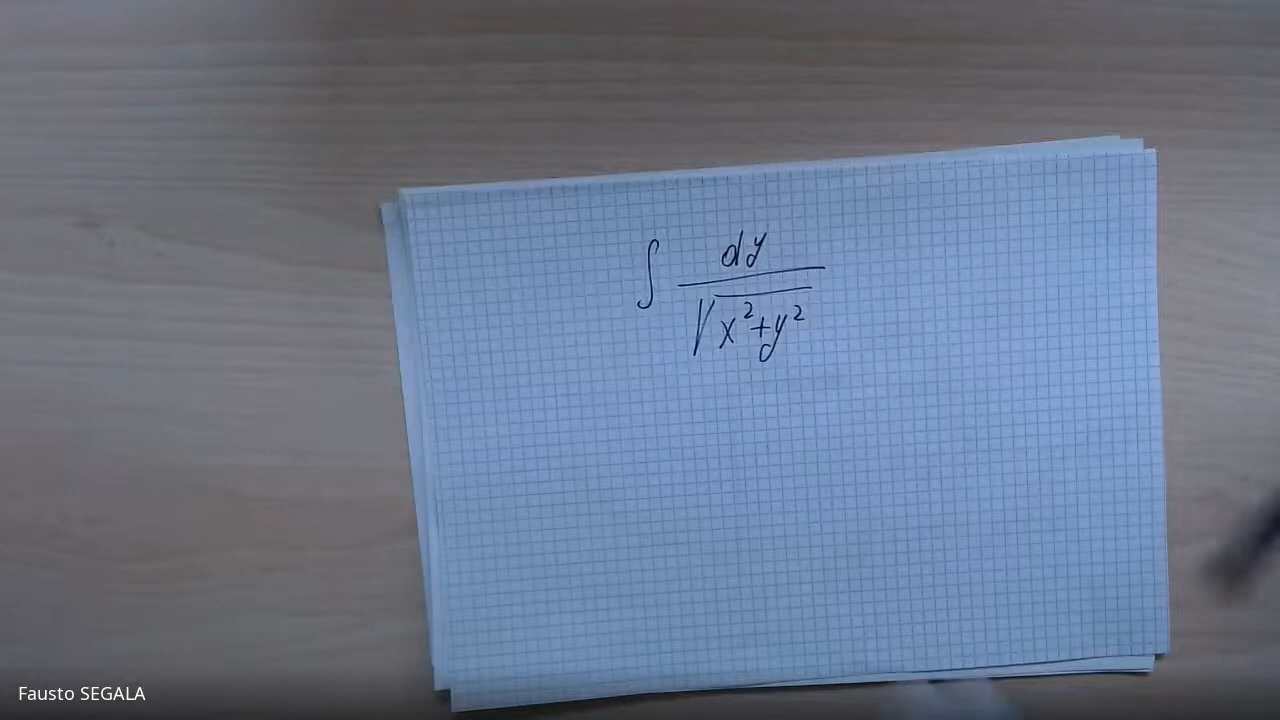 ∫ dy / √x²+y²
Fausto SEGALA